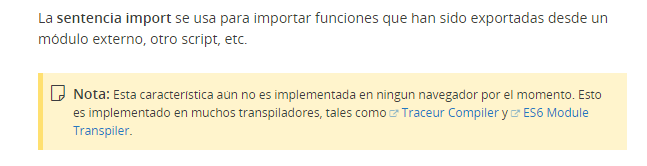 La sentencia import se usa para importar funciones que han sido exportadas desde un
módulo externo, otro script, etc.
Nota: Esta característica aún no es implementada en ningun navegador por el momento. Esto
es implementado en muchos transpiladores, tales como Traceur Compiler y ES6 Module
Transpiler.